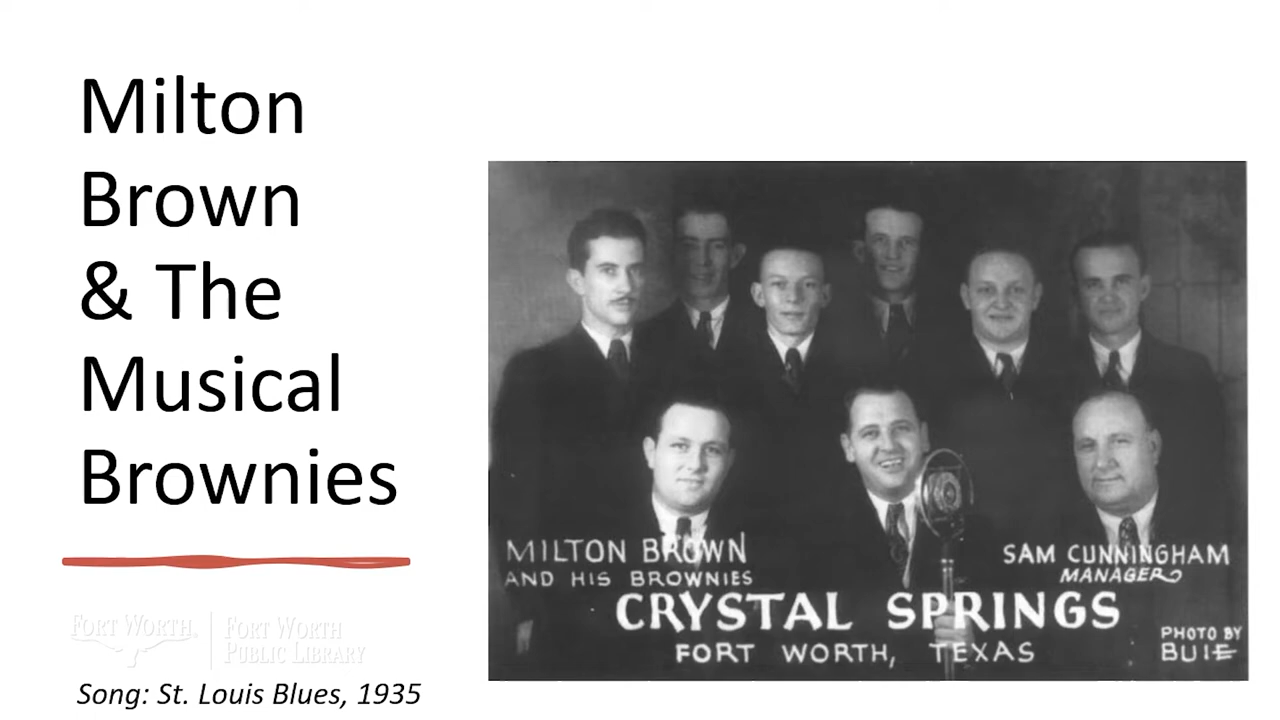 Milton
Brown
& The
Musical
Brownies
FORT WORTH®
FORT WORTH
PUBLIC LIBRARY
Song: St. Louis Blues, 1935
MILTON BROWN
AND HIS BROWNIES
SAM CUNNINGHAM
MANAGER
CRYSTAL SPRINGS
FORT WORTH, TEXAS
PHOTO BY
BUIE